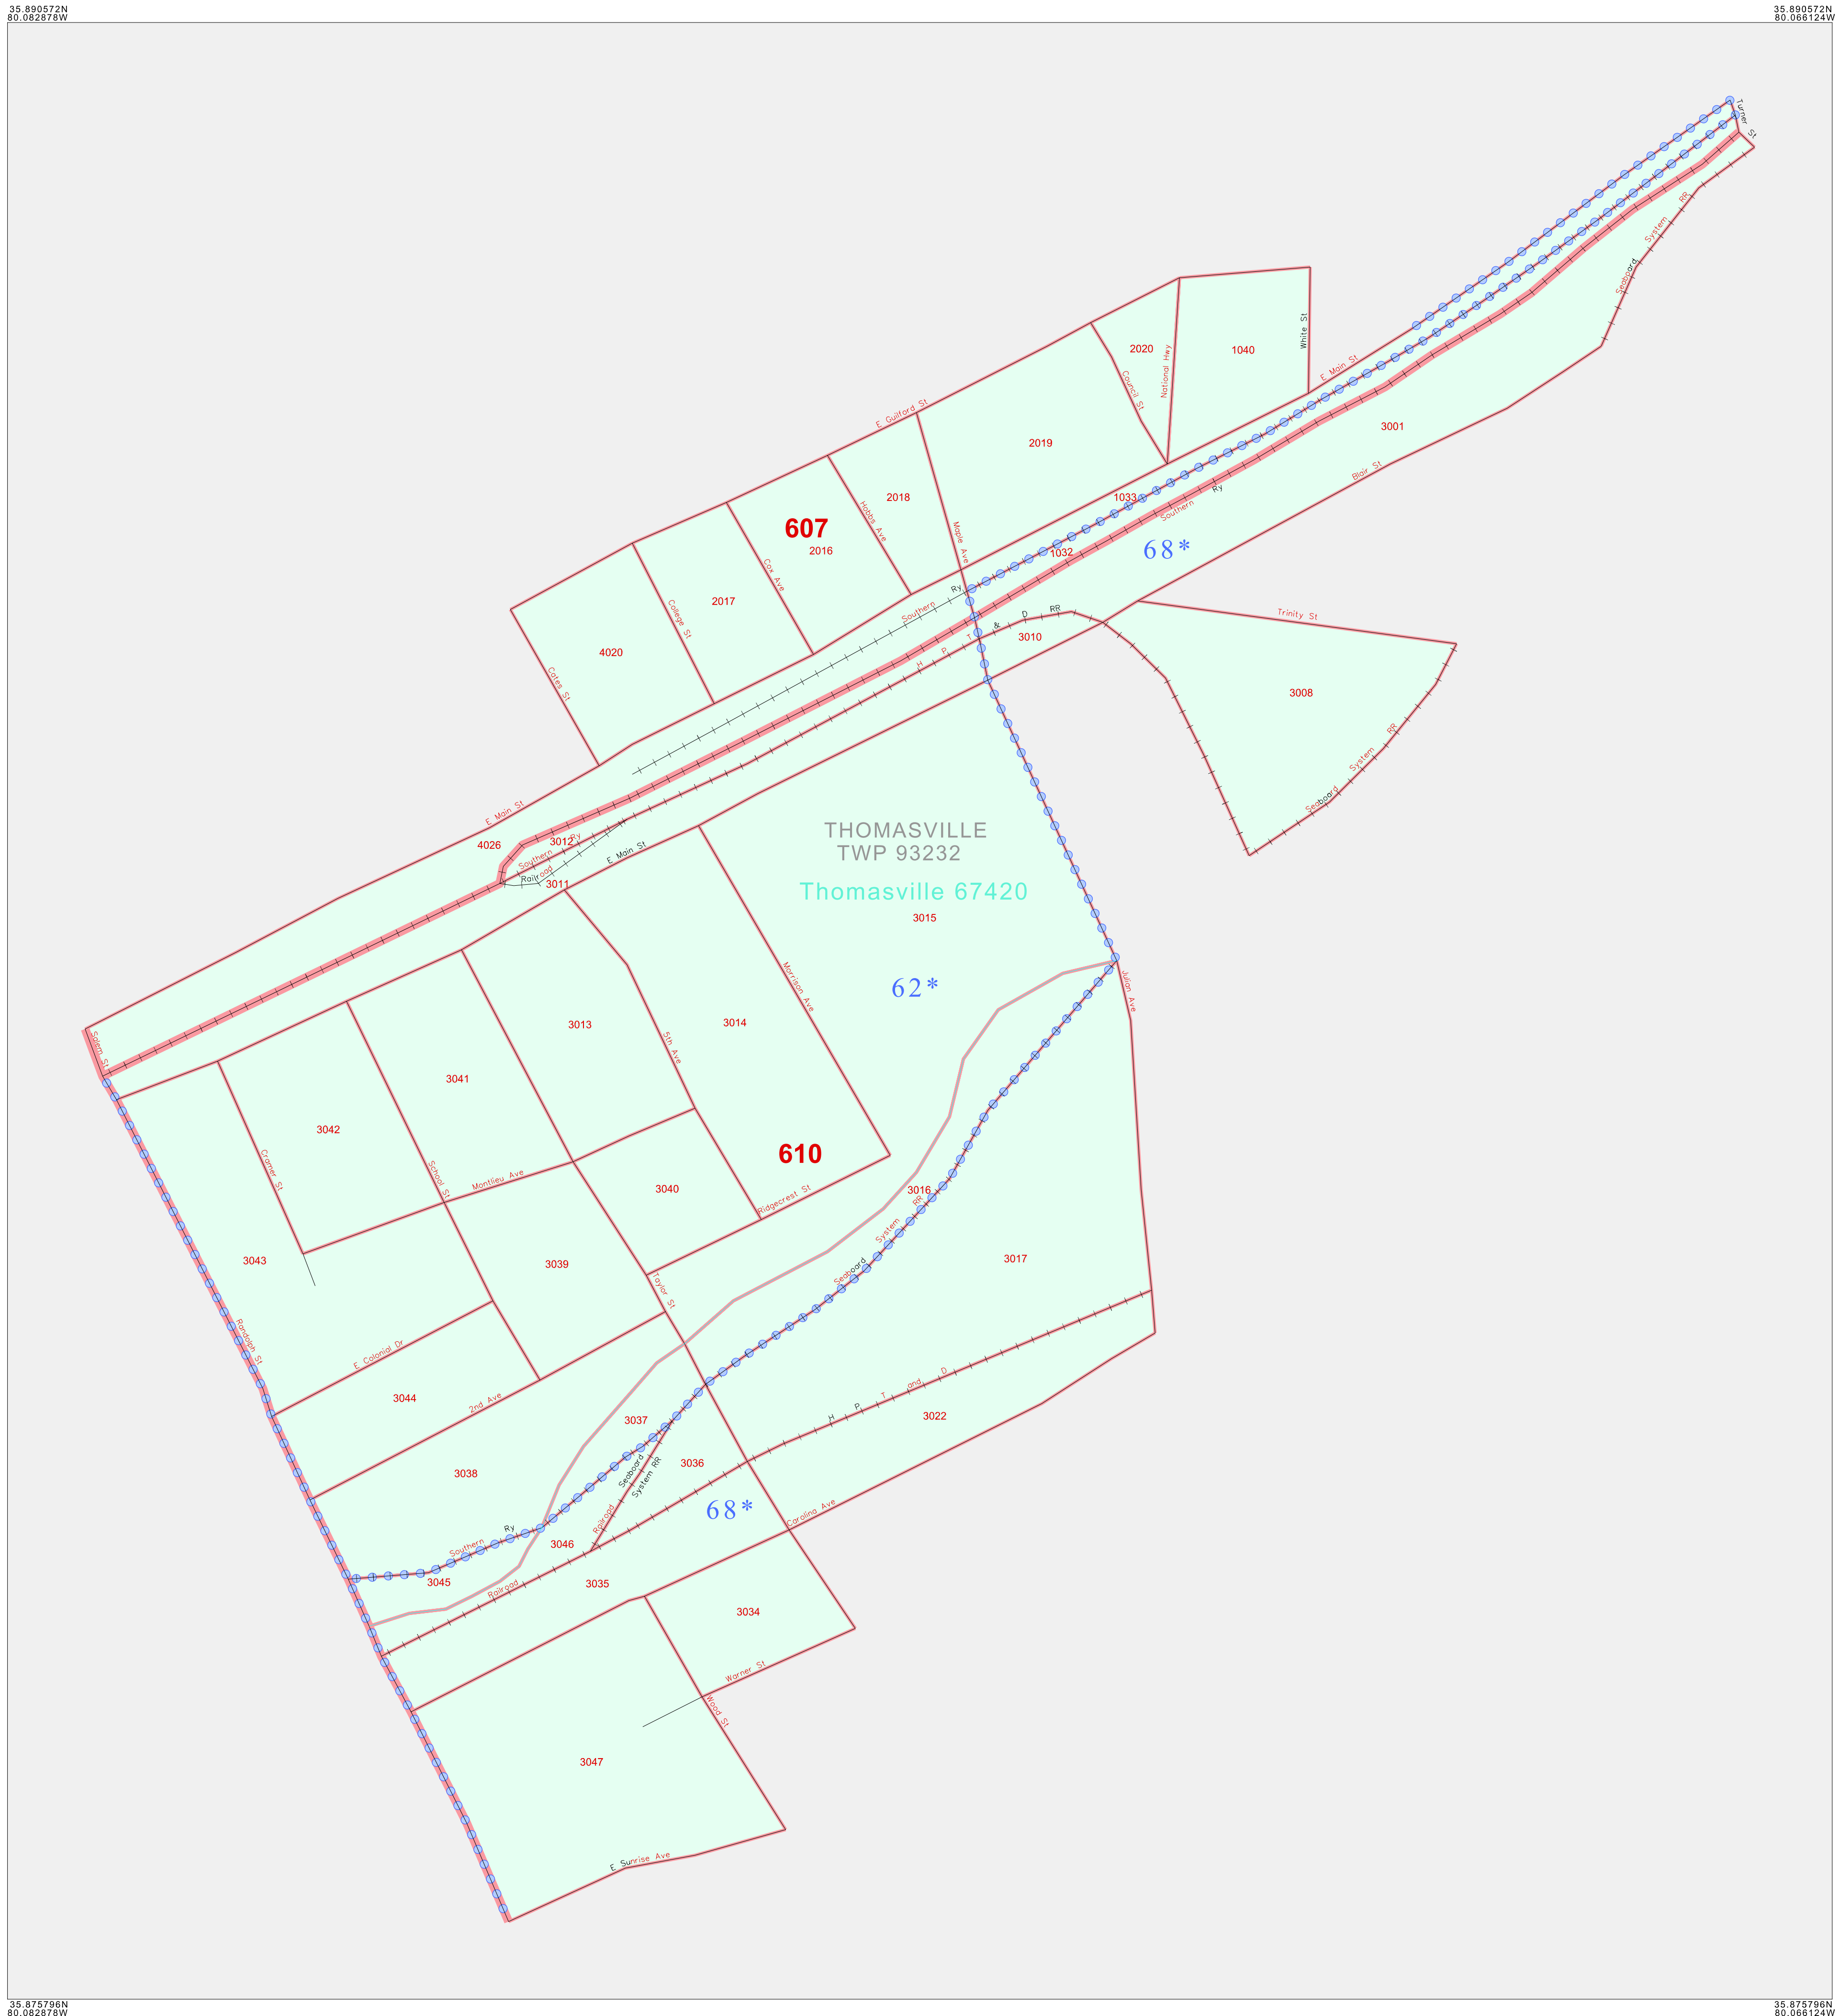 35.890572N
80.082878W
35.890572N
80.066124W
Turner St
System RR
Seaboard
White St
E Main St
2020
1040
National Hwy
Council St
E Guilford St
3001
2019
Blair St
2018
1033
Ry
Southern
607
2016
Hobbs Ave
Maple Ave
1032
68*
Cox Ave
2017
College St
Southern
Ry
H P T & D RR
3010
Trinity St
4020
Cates St
3008
System RR
Seaboard
E Main St
4026
3012
Southern Ry
Railroad
3011
E Main St
THOMASVILLE
TWP 93232
Thomasville 67420
3015
62*
Salem St
3013
3014
Morrison Ave
Julian Ave
5th Ave
3041
3042
Cramer St
School St
Montlieu Ave
610
3040
Ridgecrest St
3016
System RR
Seaboard
3017
3043
3039
Taylor St
Randolph St
E Colonial Dr
3044
2nd Ave
H P T and D
3022
3037
3038
Seaboard
System RR
3036
Railroad
68*
Carolina Ave
Southern Ry
3046
3045
Railroad
3035
3034
Warner St
Wood St
3047
E Sunrise Ave
35.875796N
80.082878W
35.875796N
80.066124W